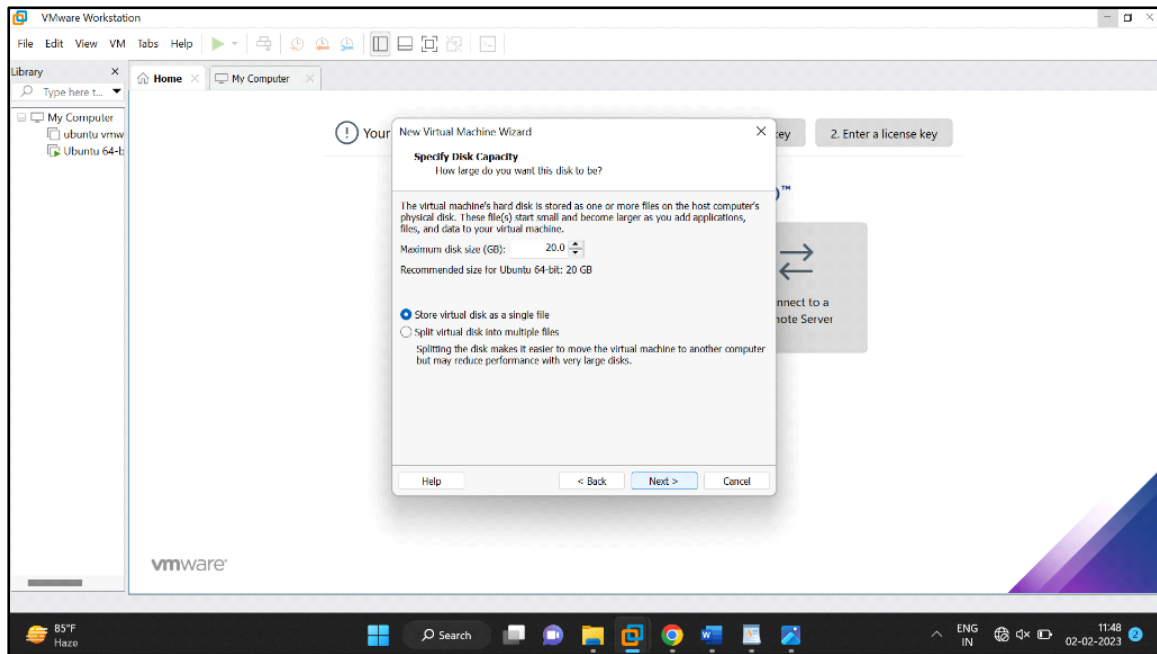 VMware Workstation
File Edit View VM Tabs Help
Library
Home
My Computer
Type here t...
My Computer
ubuntu vmw
Ubuntu 64-b
Your
key
2. Enter a license key
New Virtual Machine Wizard
Specify Disk Capacity
How large do you want this disk to be?
The virtual machine's hard disk is stored as one or more files on the host computer's
physical disk. These file(s) start small and become larger as you add applications,
files, and data to your virtual machine.
Maximum disk size (GB): 20.0
Recommended size for Ubuntu 64-bit: 20 GB
Store virtual disk as a single file
Split virtual disk into multiple files
Splitting the disk makes it easier to move the virtual machine to another computer
but may reduce performance with very large disks.
Help < Back Next > Cancel
™
nnect to a
note Server
vmware
85°F
Haze
Search
ENG
IN
11:48
02-02-2023
2